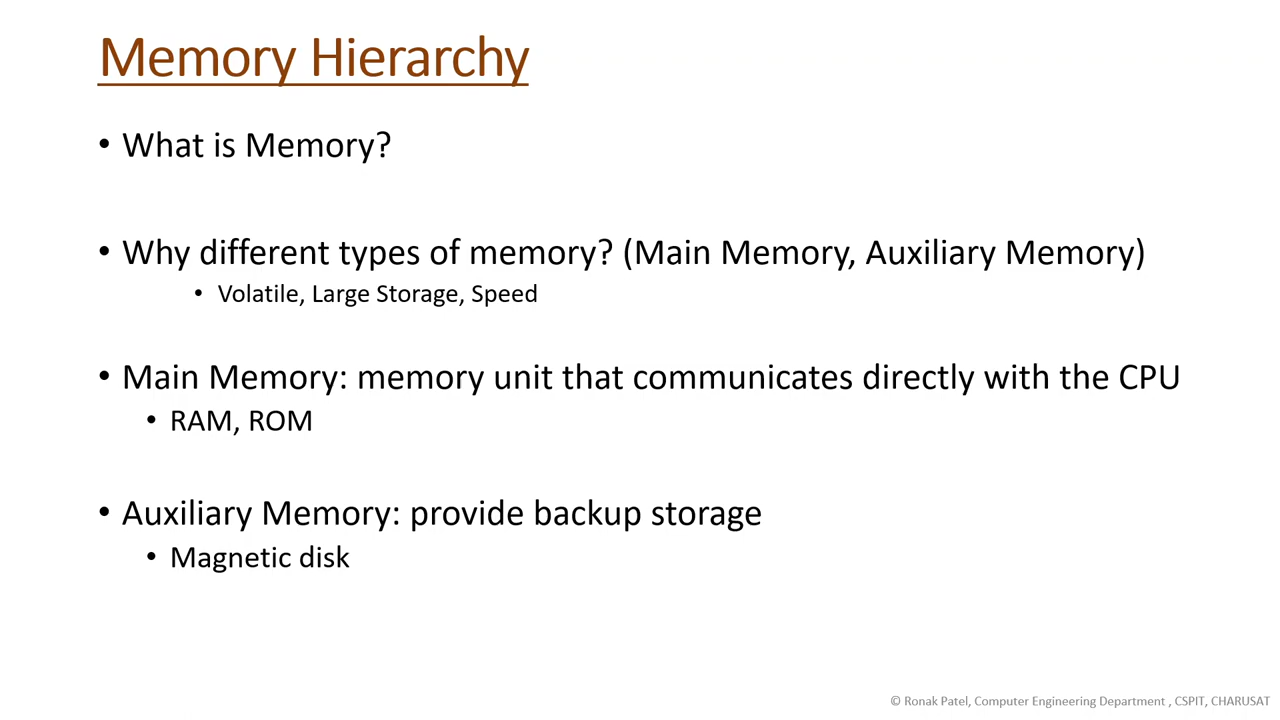 Memory Hierarchy
• What is Memory?
• Why different types of memory? (Main Memory, Auxiliary Memory)
• Volatile, Large Storage, Speed
• Main Memory: memory unit that communicates directly with the CPU
• RAM, ROM
• Auxiliary Memory: provide backup storage
• Magnetic disk
© Ronak Patel, Computer Engineering Department , CSPIT, CHARUSAT